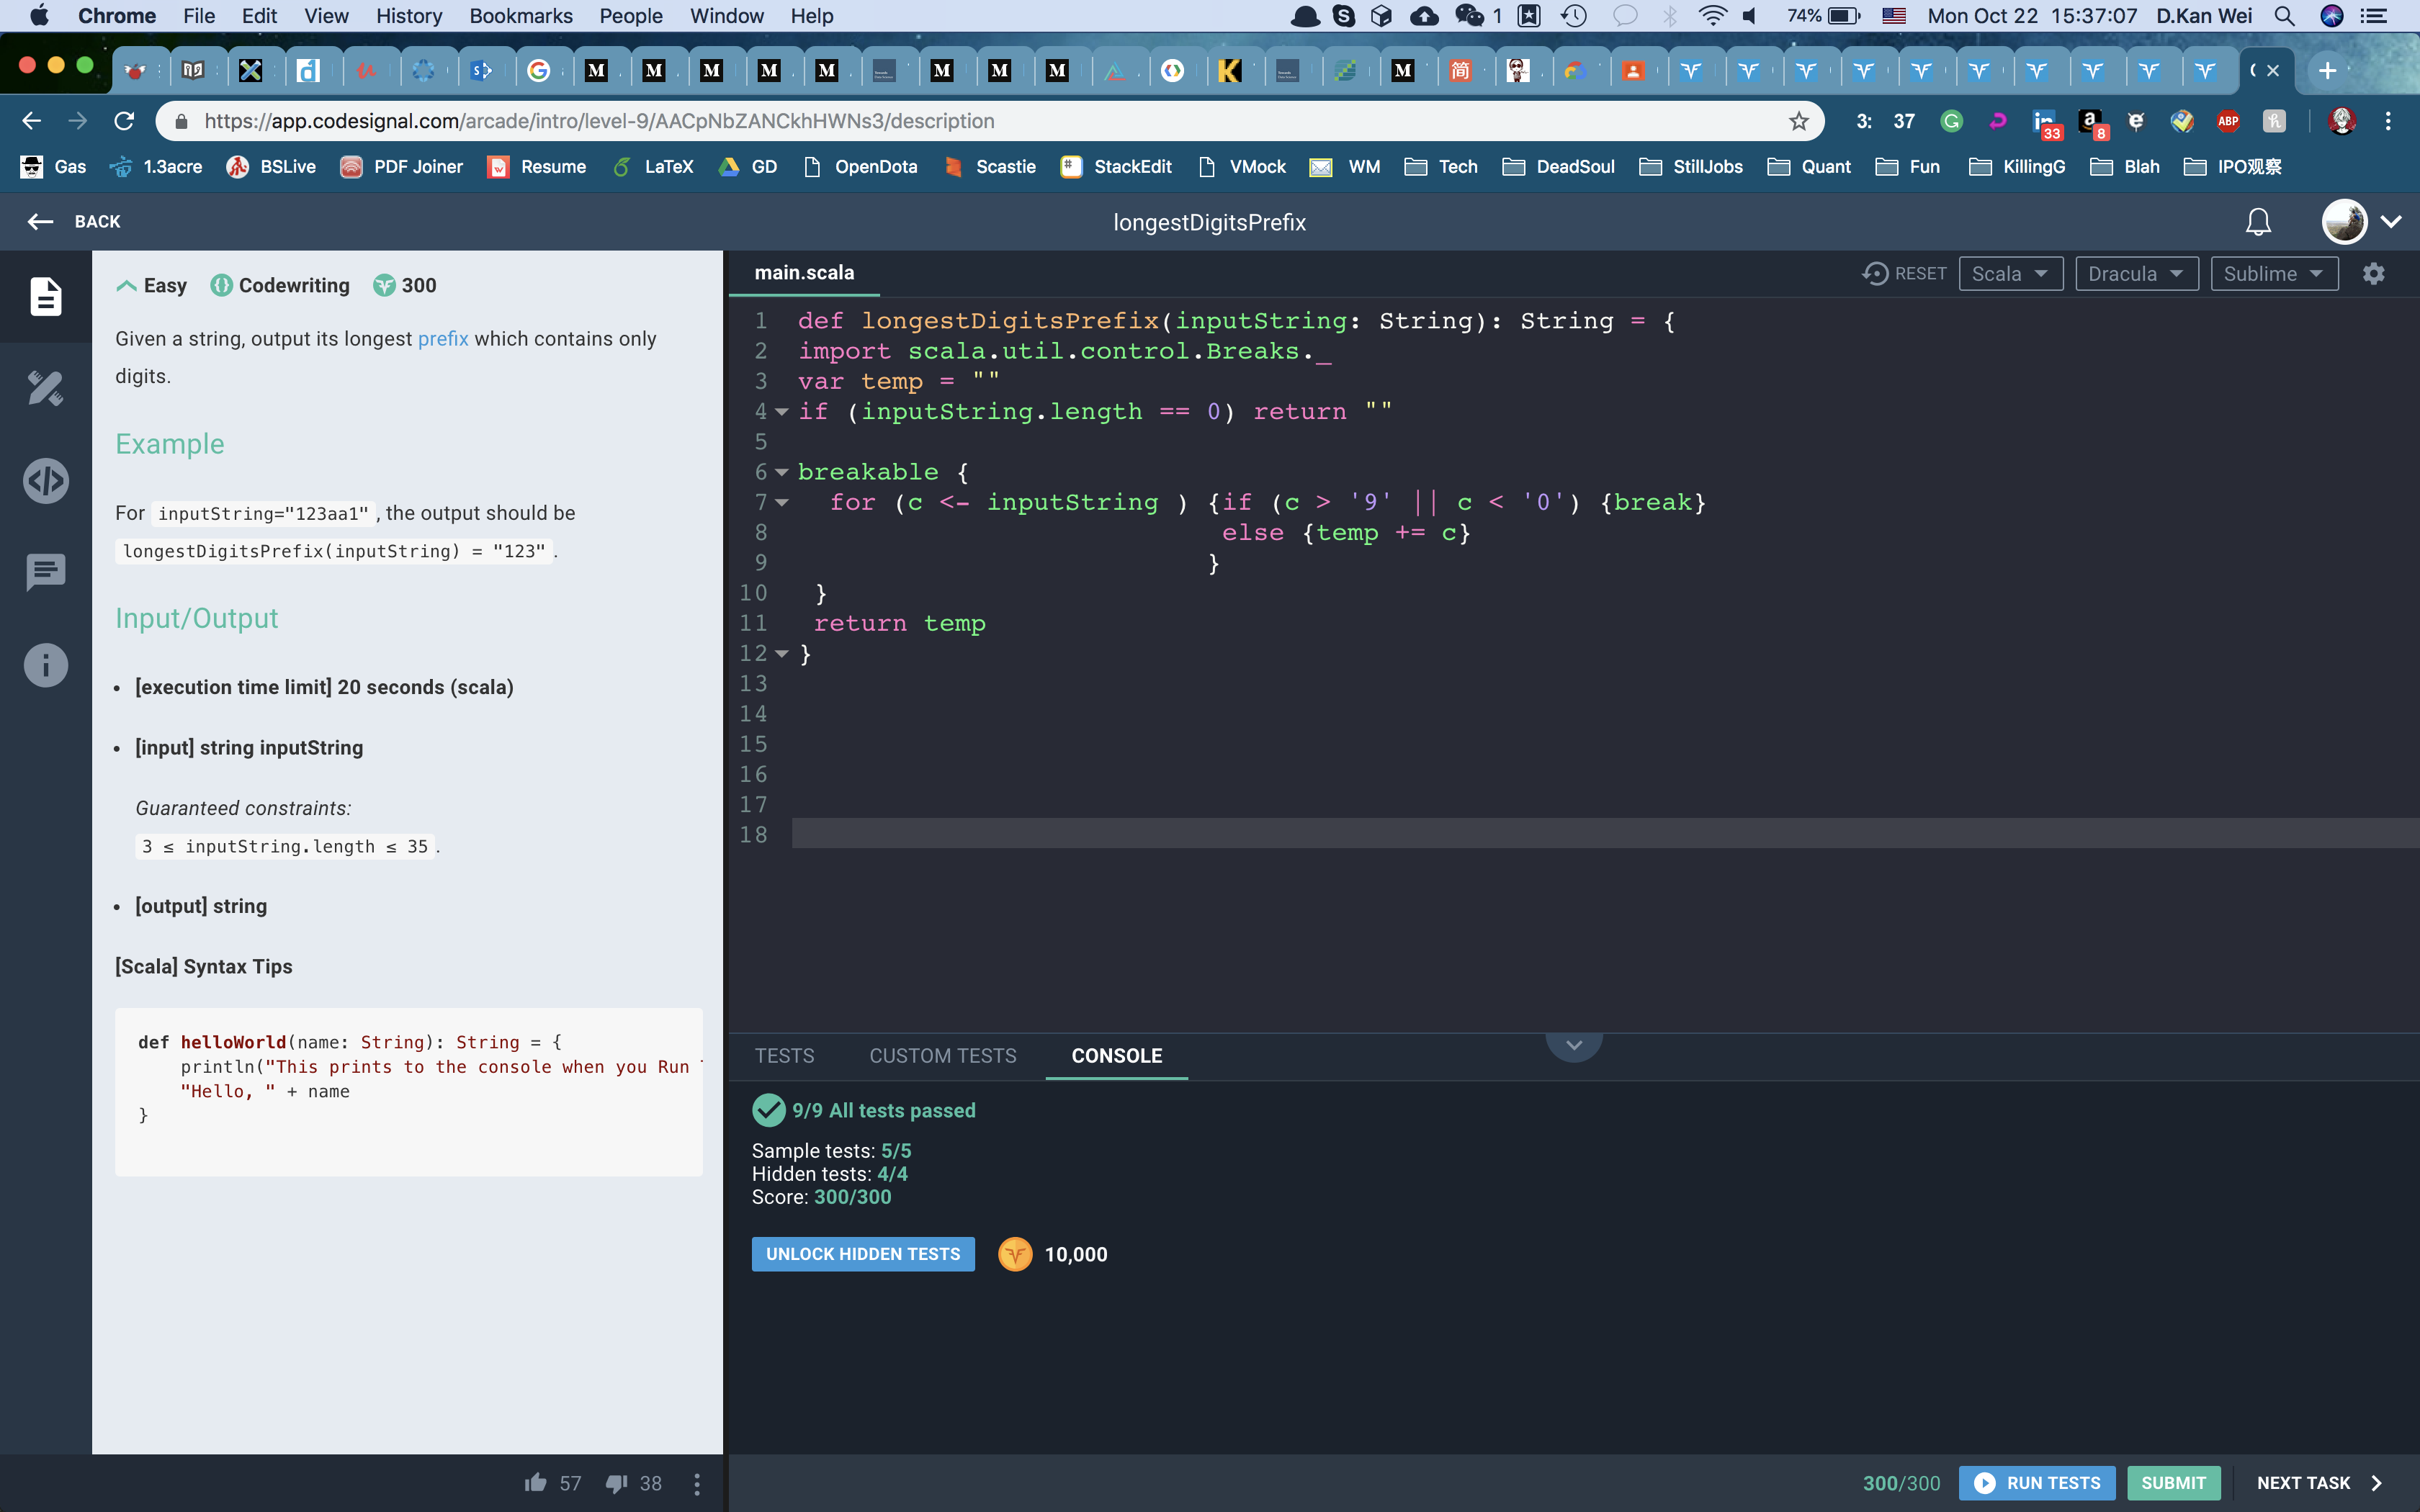 Chrome File Edit View History Bookmarks People Window Help 1 74% Mon Oct 22 15:37:07 D.Kan Wei
https://app.codesignal.com/arcade/intro/level-9/AACpNbZANCkhHWNs3/description 3: 37 33 8 ABP
Gas 1.3acre BSLive PDF Joiner Resume LaTeX GD OpenDota Scastie StackEdit VMock WM Tech DeadSoul StillJobs Quant Fun KillingG Blah IPO观察
BACK longestDigitsPrefix
Easy Codewriting 300
Given a string, output its longest prefix which contains only
digits.
Example
For inputString="123aa1", the output should be
longestDigitsPrefix(inputString) = "123".
Input/Output
• [execution time limit] 20 seconds (scala)
• [input] string inputString
Guaranteed constraints:
3 ≤ inputString.length ≤ 35.
• [output] string
[Scala] Syntax Tips
def helloWorld(name: String): String = {
println("This prints to the console when you Run
"Hello, " + name
}
57 38
main.scala RESET Scala Dracula Sublime
1 def longestDigitsPrefix(inputString: String): String = {
2 import scala.util.control.Breaks._
3 var temp = ""
4 if (inputString.length == 0) return ""
5
6 breakable {
7 for (c <- inputString ) {if (c > '9' || c < '0') {break}
8 else {temp += c}
9 }
10 }
11 return temp
12 }
13
14
15
16
17
18
TESTS CUSTOM TESTS CONSOLE
9/9 All tests passed
Sample tests: 5/5
Hidden tests: 4/4
Score: 300/300
UNLOCK HIDDEN TESTS 10,000
300/300 RUN TESTS SUBMIT NEXT TASK